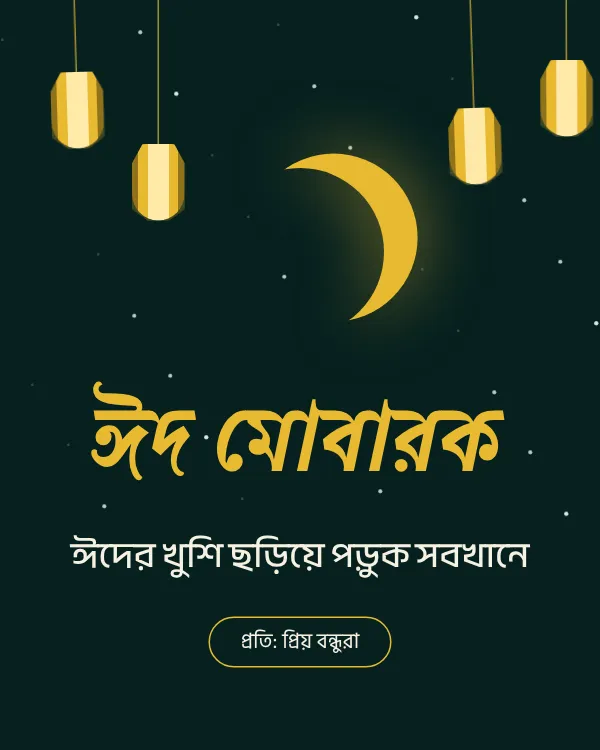 ঈদ মোবারক
ঈদের খুশি ছড়িয়ে পড়ুক সবখানে
প্রতি: প্রিয় বন্ধুরা